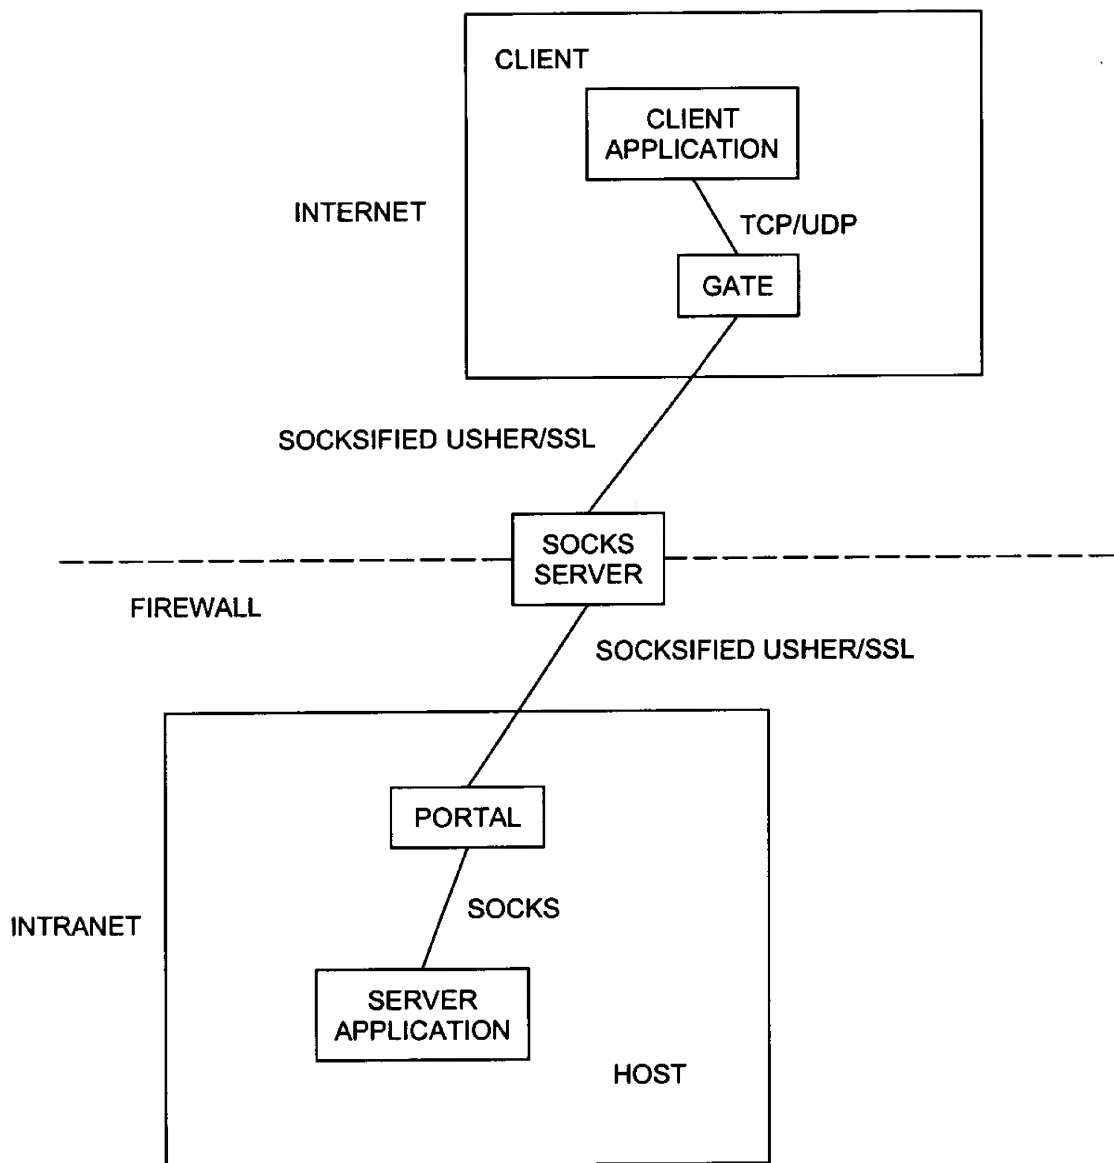 CLIENT
CLIENT
APPLICATION
INTERNET
TCP/UDP
GATE
SOCKSIFIED USHER/SSL
SOCKS
SERVER
FIREWALL
SOCKSIFIED USHER/SSL
PORTAL
SOCKS
INTRANET
SERVER
APPLICATION
HOST